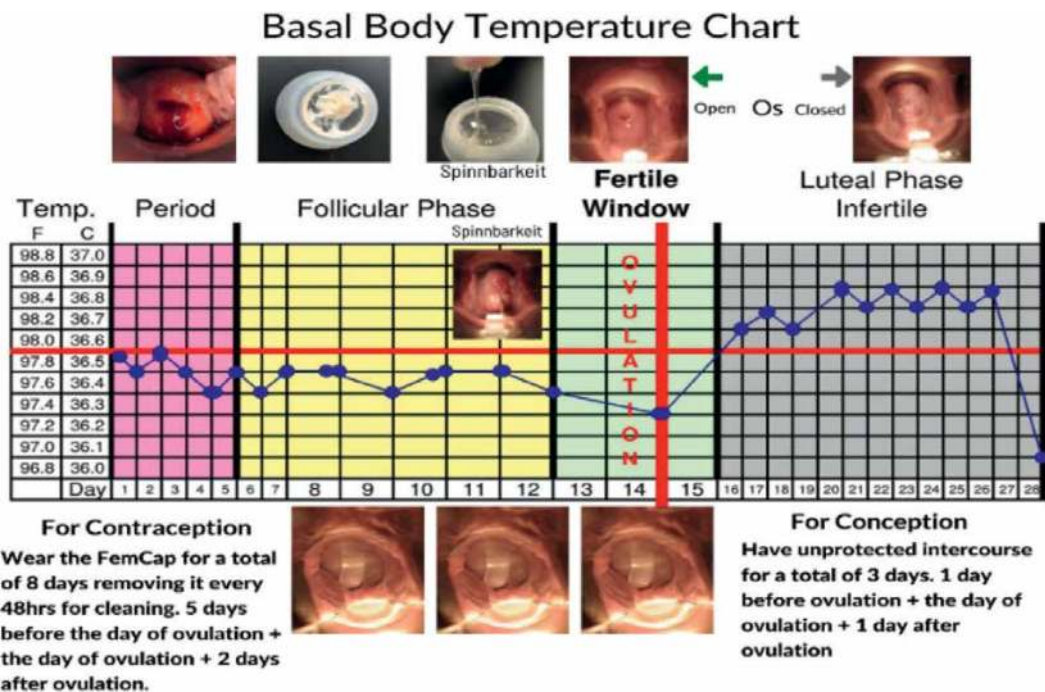 Basal Body Temperature Chart
Open Os Closed
Spinnbarkeit
Fertile
Window
Luteal Phase
Infertile
Temp. Period Follicular Phase
F C
Spinnbarkeit
98.8 37.0
98.6 36.9
98.4 36.8
98.2 36.7
98.0 36.6
97.8 36.5
97.6 36.4
97.4 36.3
97.2 36.2
97.0 36.1
96.8 36.0
OVULATION
Day 1 2 3 4 5 6 7 8 9 10 11 12 13 14 15 16 17 18 19 20 21 22 23 24 25 26 27 28
For Contraception
Wear the FemCap for a total
of 8 days removing it every
48hrs for cleaning. 5 days
before the day of ovulation +
the day of ovulation + 2 days
after ovulation.
For Conception
Have unprotected intercourse
for a total of 3 days. 1 day
before ovulation + the day of
ovulation + 1 day after
ovulation